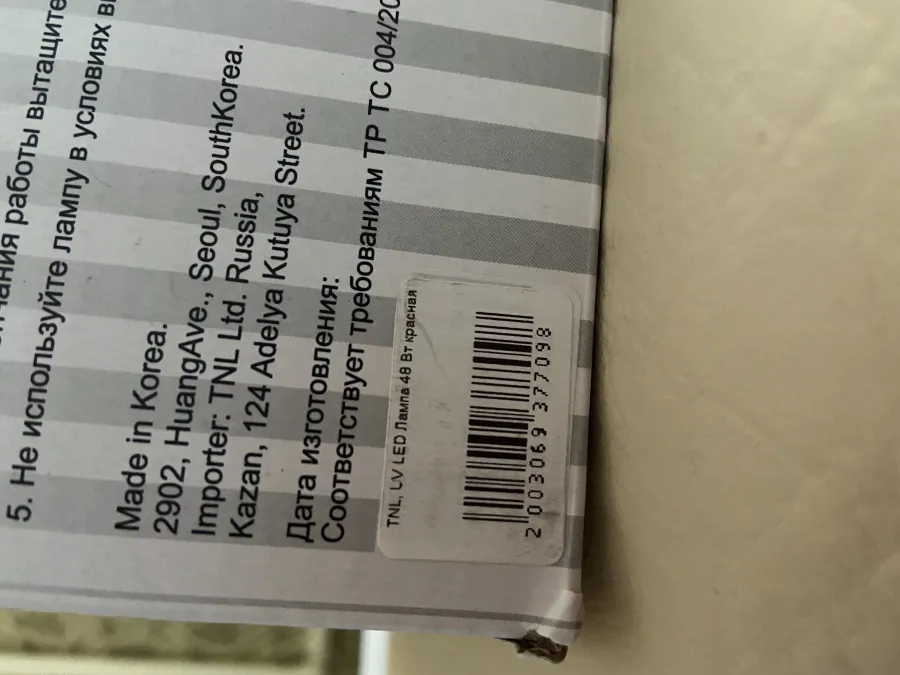 работы вытащите
5. Не используйте лампу в условиях
Made in Korea.
2902, HuangAve., Seoul, SouthKorea.
Importer: TNL Ltd. Russia,
Kazan, 124 Adelya Kutuya Street.
Дата изготовления:
Соответствует требованиям ТР ТС 004/20
TNL, UV LED Лампа 48 Вт красная
2 003069 377098